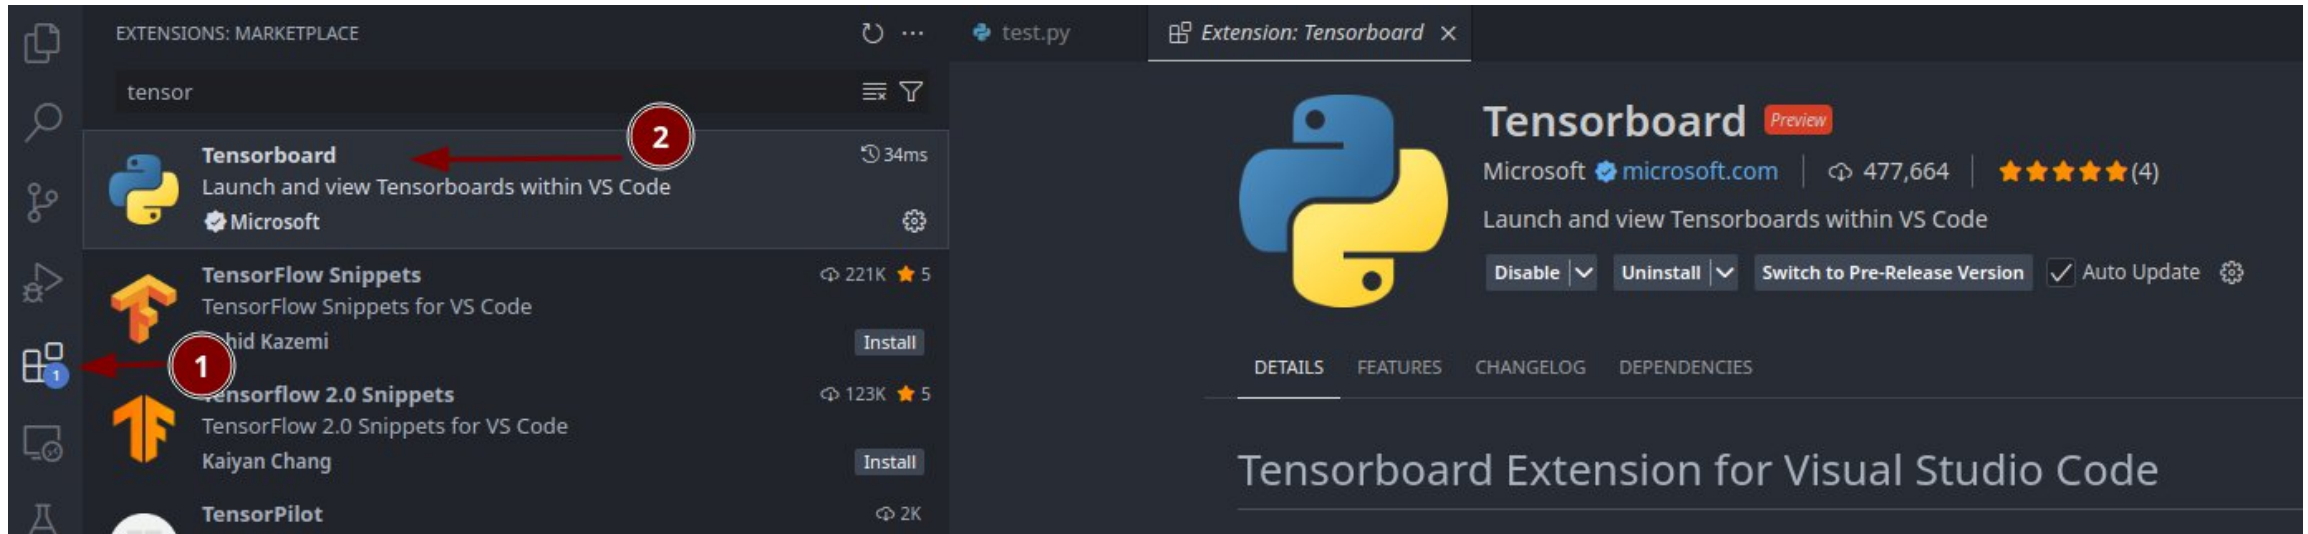 EXTENSIONS: MARKETPLACE
tensor
Tensorboard
34ms
Launch and view Tensorboards within VS Code
Microsoft
2
TensorFlow Snippets
221K 5
TensorFlow Snippets for VS Code
Kazemi
Install
1
1
Tensorflow 2.0 Snippets
123K 5
TensorFlow 2.0 Snippets for VS Code
Kaiyan Chang
Install
TensorPilot
2K
test.py
Extension: Tensorboard
Tensorboard Preview
Microsoft microsoft.com 477,664 (4)
Launch and view Tensorboards within VS Code
Disable Uninstall Switch to Pre-Release Version Auto Update
DETAILS FEATURES CHANGELOG DEPENDENCIES
Tensorboard Extension for Visual Studio Code